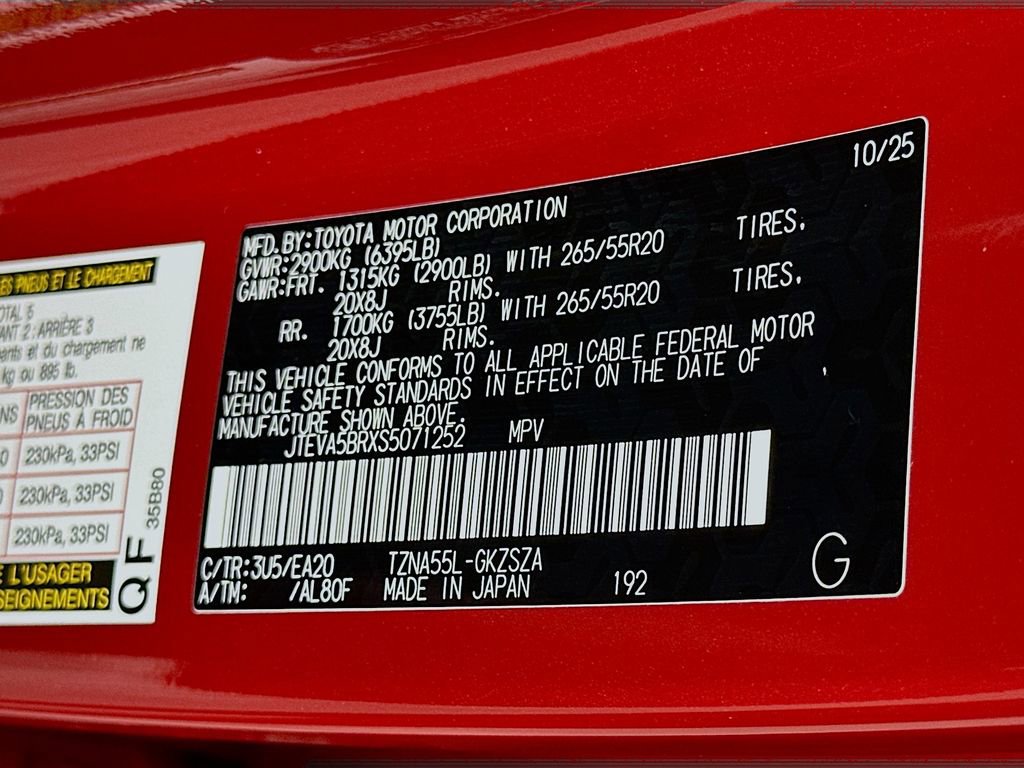 ES PNEUS ET LE CHARGEMENT
OTAL 5
ANT 2 : ARRIÈRE 3
ants et du chargement ne
kg ou 895 lb.
PRESSION DES
PNEUS À FROID
230kPa, 33PSI
230kPa, 33PSI
230kPa, 33PSI
35B80
QF
E L'USAGER
SEIGNEMENTS
10/25
MFD.BY:TOYOTA MOTOR CORPORATION
GVWR:2900KG (6395LB)
GAWR:FRT. 1315KG (2900LB) WITH 265/55R20 TIRES,
20X8J RIMS.
RR. 1700KG (3755LB) WITH 265/55R20 TIRES,
20X8J RIMS.
THIS VEHICLE CONFORMS TO ALL APPLICABLE FEDERAL MOTOR
VEHICLE SAFETY STANDARDS IN EFFECT ON THE DATE OF
MANUFACTURE SHOWN ABOVE.
JTEVA5BRXS5071252 MPV
C/TR:3U5/EA20 TZNA55L-GKZSZA
A/TM: /AL80F MADE IN JAPAN 192
G